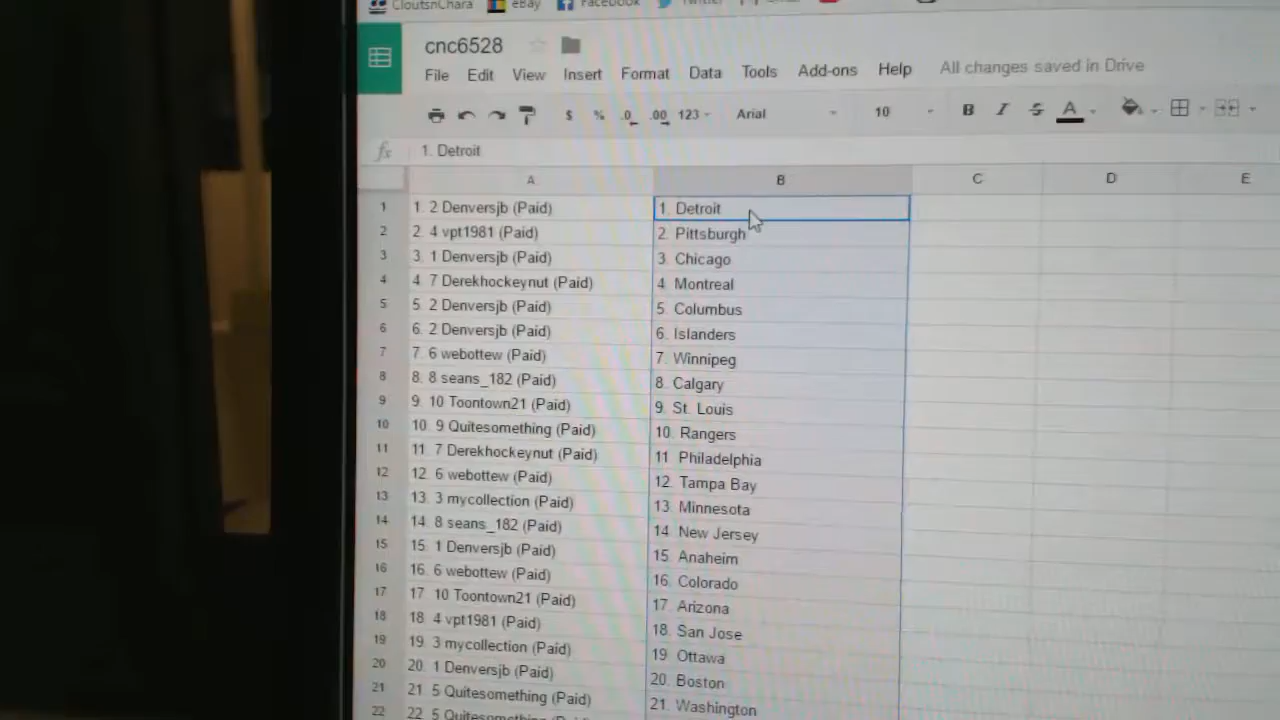 CloutsnChara eBay Facebook Twitter
cnc6528
File Edit View Insert Format Data Tools Add-ons Help All changes saved in Drive
$ % .0 .00 123 Arial 10 B I S A
fx 1. Detroit
A B C D E
1 1. 2 Denversjb (Paid) 1. Detroit
2 2. 4 vpt1981 (Paid) 2. Pittsburgh
3 3. 1 Denversjb (Paid) 3. Chicago
4 4. 7 Derekhockeynut (Paid) 4. Montreal
5 5. 2 Denversjb (Paid) 5. Columbus
6 6. 2 Denversjb (Paid) 6. Islanders
7 7. 6 webottew (Paid) 7. Winnipeg
8 8. 8 seans_182 (Paid) 8. Calgary
9 9. 10 Toontown21 (Paid) 9. St. Louis
10 10. 9 Quitesomething (Paid) 10. Rangers
11 11. 7 Derekhockeynut (Paid) 11. Philadelphia
12 12. 6 webottew (Paid) 12. Tampa Bay
13 13. 3 mycollection (Paid) 13. Minnesota
14 14. 8 seans_182 (Paid) 14. New Jersey
15 15. 1 Denversjb (Paid) 15. Anaheim
16 16. 6 webottew (Paid) 16. Colorado
17 17. 10 Toontown21 (Paid) 17. Arizona
18 18. 4 vpt1981 (Paid) 18. San Jose
19 19. 3 mycollection (Paid) 19. Ottawa
20 20. 1 Denversjb (Paid) 20. Boston
21 21. 5 Quitesomething (Paid) 21. Washington
22 22. 5 Quitesomething (Paid)